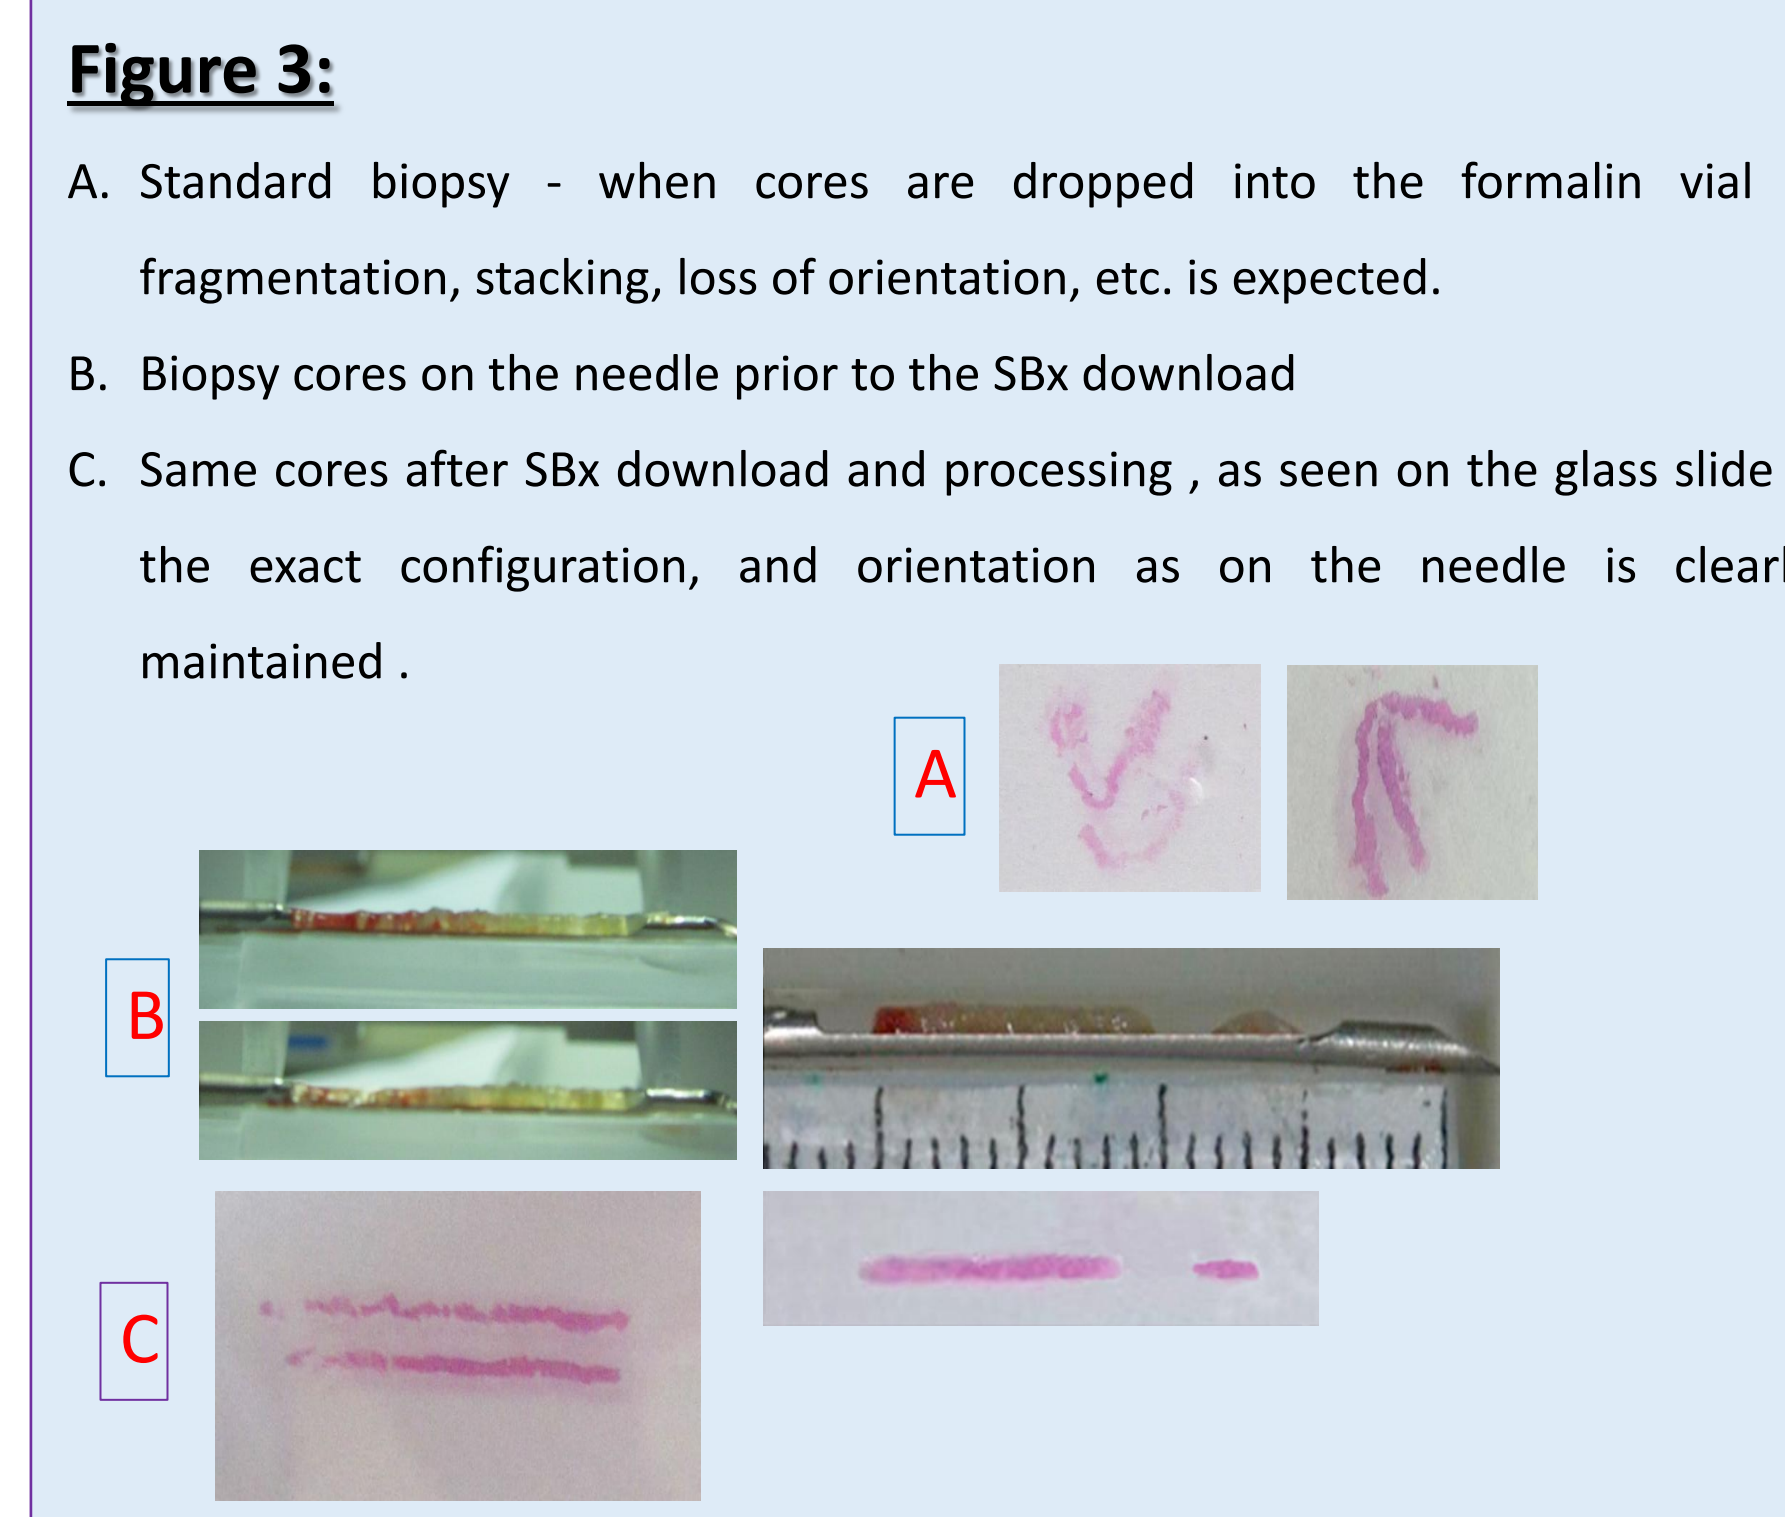 Figure 3:
A. Standard biopsy - when cores are dropped into the formalin vial
fragmentation, stacking, loss of orientation, etc. is expected.
B. Biopsy cores on the needle prior to the SBx download
C. Same cores after SBx download and processing , as seen on the glass slide
the exact configuration, and orientation as on the needle is
maintained .
A
B
C